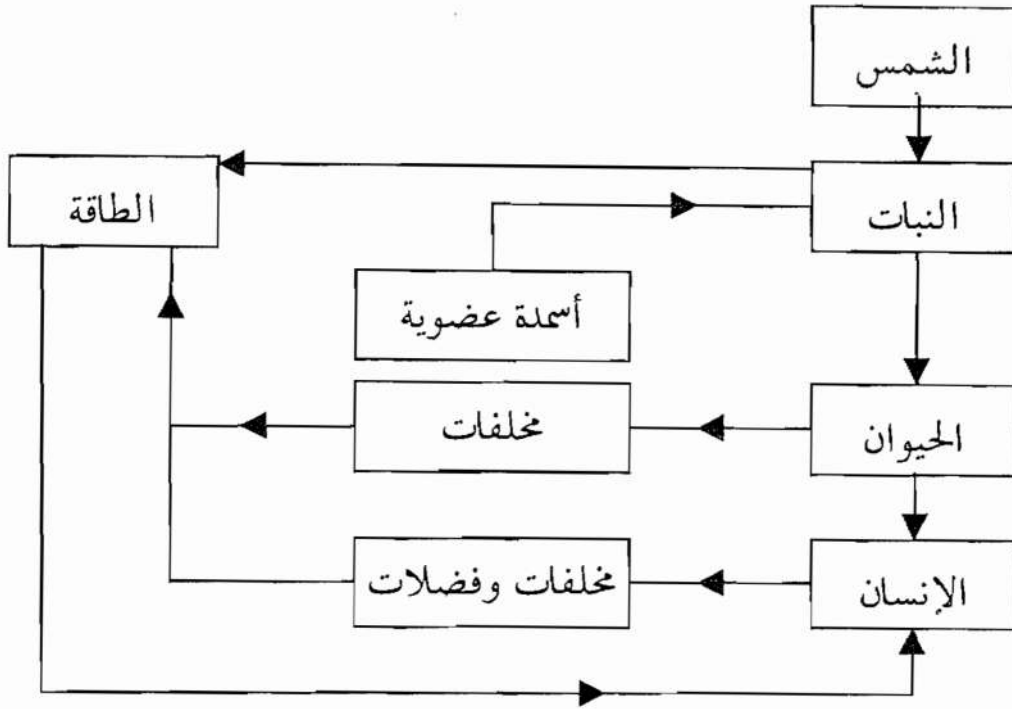 الشمس
النبات
الطاقة
أسمدة عضوية
الحيوان
مخلفات
الإنسان
مخلفات وفضلات